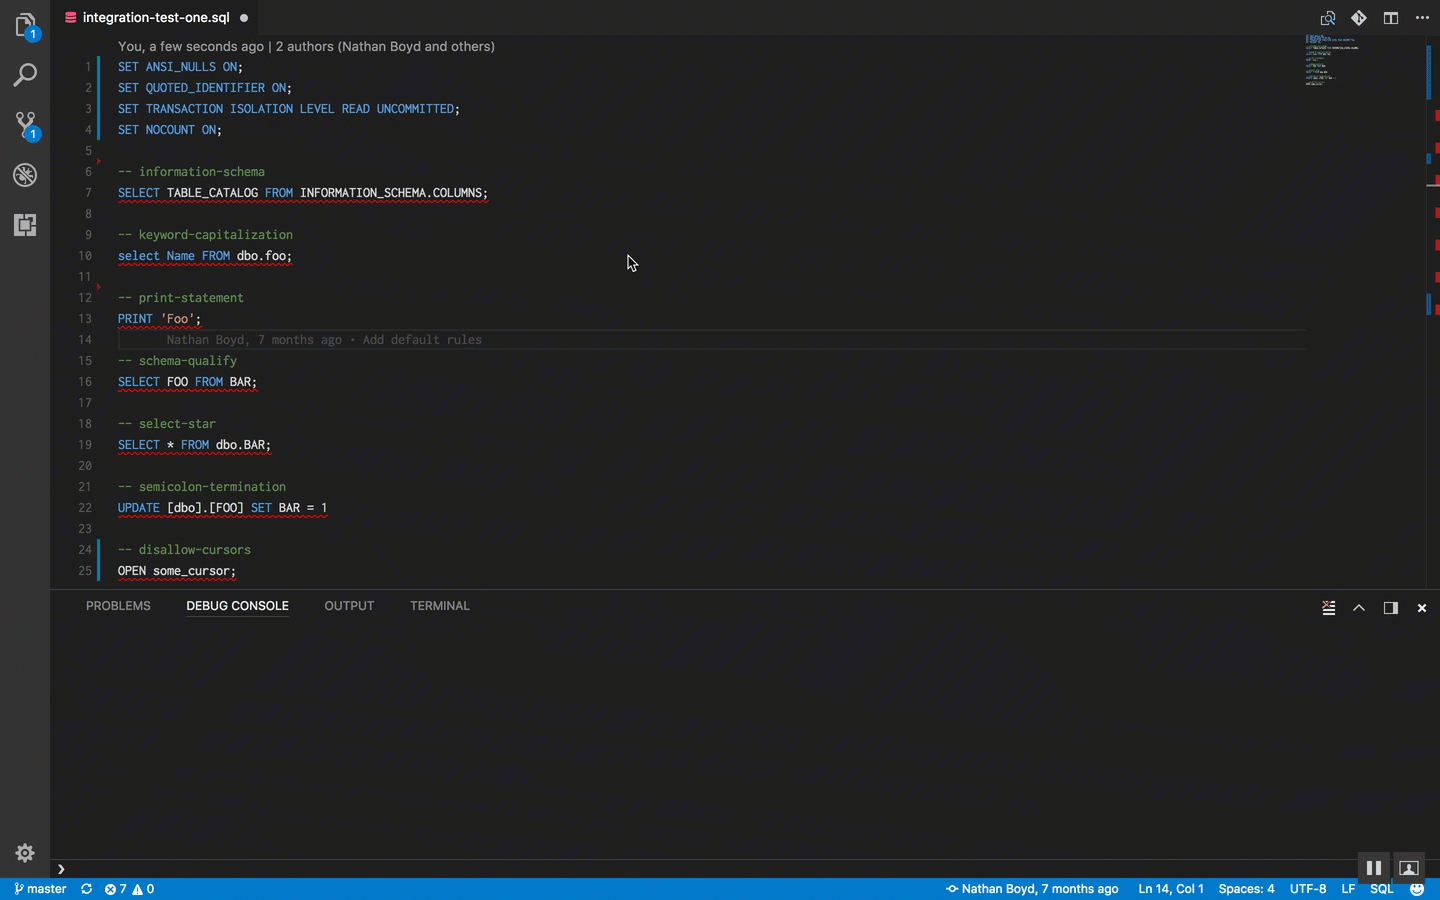 integration-test-one.sql
1
You, a few seconds ago | 2 authors (Nathan Boyd and others)
1 SET ANSI_NULLS ON;
2 SET QUOTED_IDENTIFIER ON;
3 SET TRANSACTION ISOLATION LEVEL READ UNCOMMITTED;
4 SET NOCOUNT ON;
1
5
6 -- information-schema
7 SELECT TABLE_CATALOG FROM INFORMATION_SCHEMA.COLUMNS;
8
9 -- keyword-capitalization
10 select Name FROM dbo.foo;
11
12 -- print-statement
13 PRINT 'Foo';
14 Nathan Boyd, 7 months ago • Add default rules
15 -- schema-qualify
16 SELECT FOO FROM BAR;
17
18 -- select-star
19 SELECT * FROM dbo.BAR;
20
21 -- semicolon-termination
22 UPDATE [dbo].[FOO] SET BAR = 1
23
24 -- disallow-cursors
25 OPEN some_cursor;
PROBLEMS DEBUG CONSOLE OUTPUT TERMINAL
master 7 0 Nathan Boyd, 7 months ago Ln 14, Col 1 Spaces: 4 UTF-8 LF SQL